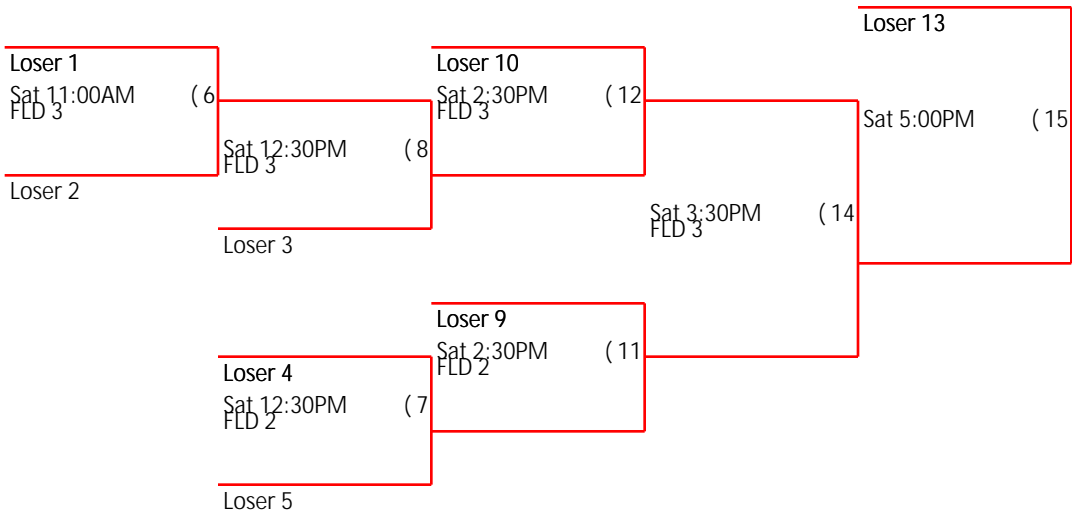 Loser 13
Loser 1
Loser 10
Sat 11:00AM ( 6
FLD 3
Sat 2:30PM ( 12
FLD 3
Sat 5:00PM ( 15
Sat 12:30PM ( 8
FLD 3
Loser 2
Sat 3:30PM ( 14
FLD 3
Loser 3
Loser 9
Sat 2:30PM ( 11
FLD 2
Loser 4
Sat 12:30PM ( 7
FLD 2
Loser 5